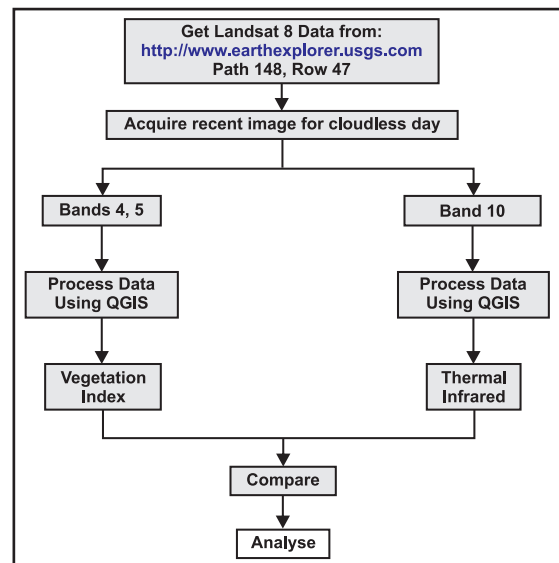 Get Landsat 8 Data from:
http://www.earthexplorer.usgs.com
Path 148, Row 47
Acquire recent image for cloudless day
Bands 4, 5
Band 10
Process Data
Using QGIS
Process Data
Using QGIS
Vegetation
Index
Thermal
Infrared
Compare
Analyse